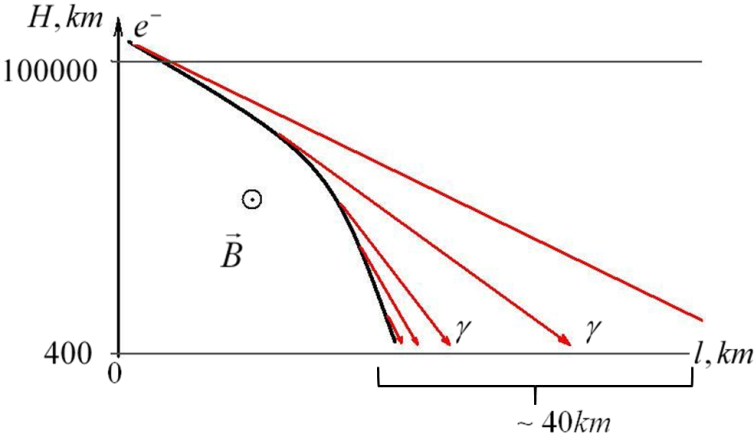 H, km
e⁻
100000
B⃗
γ
γ
400
l, km
0
~ 40km